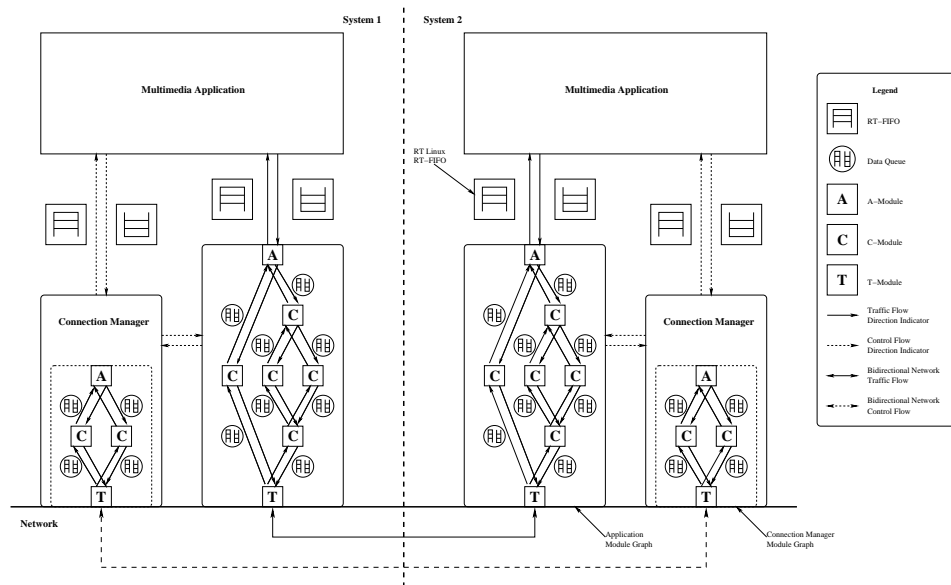 System 1
System 2
Multimedia Application
Multimedia Application
Legend
RT-FIFO
RT Linux
RT-FIFO
Data Queue
A
A-Module
C
C-Module
T
T-Module
A
A
C
C
Connection Manager
Connection Manager
Traffic Flow
Direction Indicator
Control Flow
Direction Indicator
Bidirectional Network
Traffic Flow
Bidirectional Network
Control Flow
A
C
C
C
C
C
C
A
C
C
C
C
C
C
C
C
T
T
T
T
Network
Application
Module Graph
Connection Manager
Module Graph